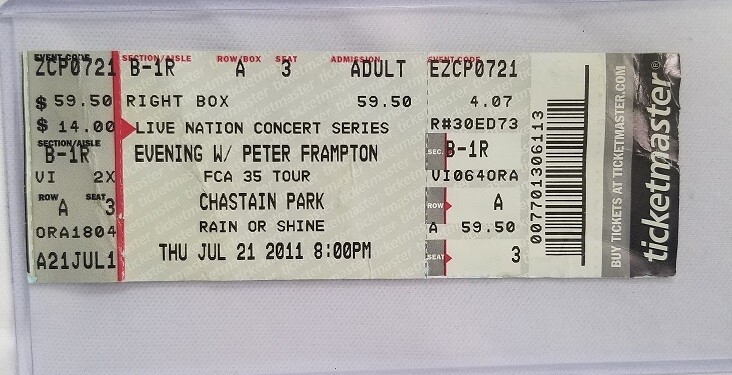 EVENT CODE SECTION/AISLE ROW/BOX SEAT ADMISSION EVENT CODE
ZCP0721 B-1R A 3 ADULT EZCP0721
$ 59.50 RIGHT BOX 59.50 4.07
$ 14.00 LIVE NATION CONCERT SERIES R#30ED73
SECTION/AISLE
B-1R EVENING W/ PETER FRAMPTON SEC. B-1R
VI 2X FCA 35 TOUR VI064ORA
ROW SEAT
A 3 CHASTAIN PARK ROW A
ORA1804 RAIN OR SHINE A 59.50
A21JUL1 THU JUL 21 2011 8:00PM SEAT 3
007701306113
BUY TICKETS AT TICKETMASTER.COM
ticketmaster®